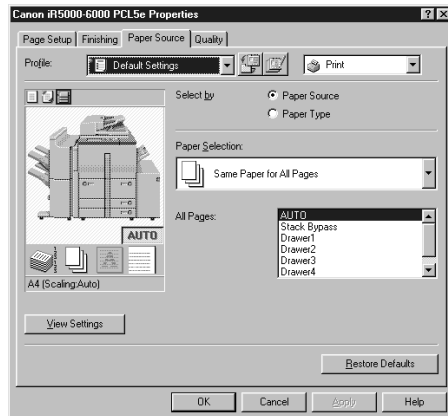 Canon iR5000-6000 PCL5e Properties
Page Setup Finishing Paper Source Quality
Profile: Default Settings Print
Select by Paper Source
Paper Type
Paper Selection:
Same Paper for All Pages
AUTO
All Pages: AUTO
Stack Bypass
Drawer1
Drawer2
Drawer3
Drawer4
A4 (Scaling:Auto)
View Settings
Restore Defaults
OK Cancel Apply Help